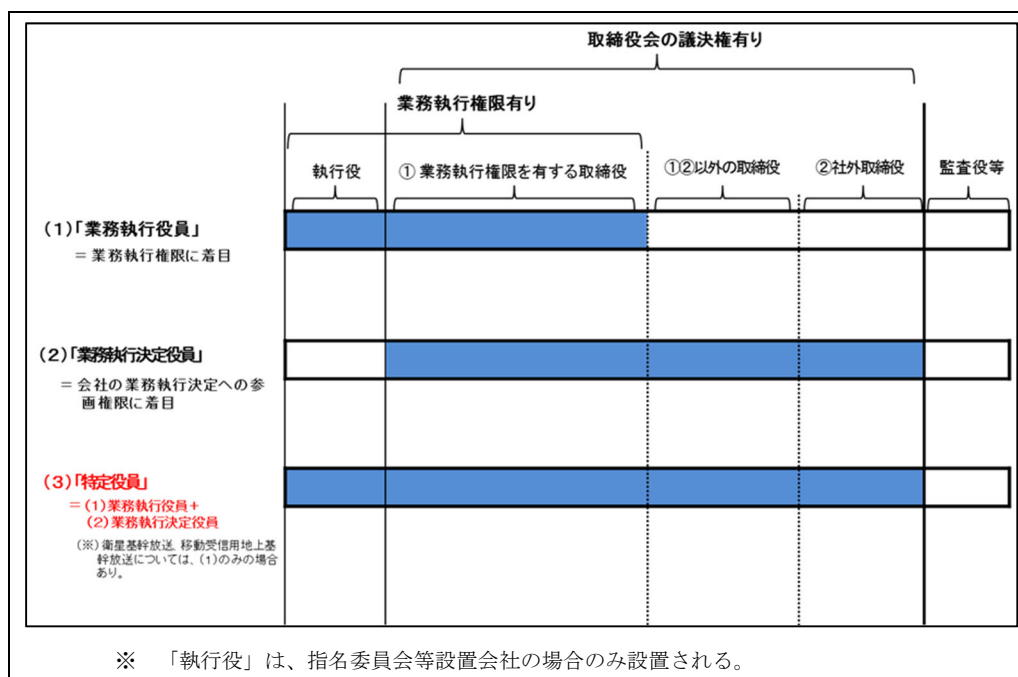 取締役会の議決権有り
業務執行権限有り
執行役
①業務執行権限を有する取締役
①②以外の取締役
②社外取締役
監査役等
(1)「業務執行役員」
＝業務執行権限に着目
(2)「業務執行決定役員」
＝会社の業務執行決定への参
画権限に着目
(3)「特定役員」
＝(1)業務執行役員＋
(2)業務執行決定役員
(※)衛星基幹放送、移動受信用地上基
幹放送については、(1)のみの場合
あり。
※　「執行役」は、指名委員会等設置会社の場合のみ設置される。